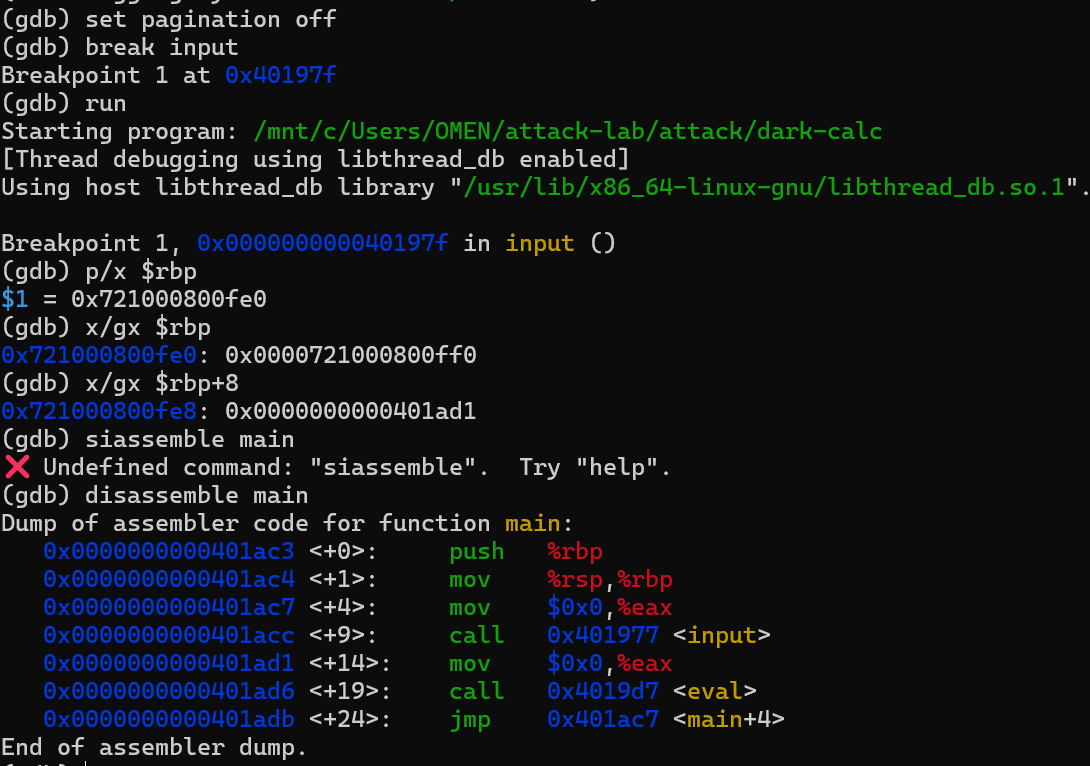 (gdb) set pagination off
(gdb) break input
Breakpoint 1 at 0x40197f
(gdb) run
Starting program: /mnt/c/Users/OMEN/attack-lab/attack/dark-calc
[Thread debugging using libthread_db enabled]
Using host libthread_db library "/usr/lib/x86_64-linux-gnu/libthread_db.so.1".

Breakpoint 1, 0x000000000040197f in input ()
(gdb) p/x $rbp
$1 = 0x721000800fe0
(gdb) x/gx $rbp
0x721000800fe0: 0x0000721000800ff0
(gdb) x/gx $rbp+8
0x721000800fe8: 0x0000000000401ad1
(gdb) siassemble main
❌ Undefined command: "siassemble".  Try "help".
(gdb) disassemble main
Dump of assembler code for function main:
   0x0000000000401ac3 <+0>:     push   %rbp
   0x0000000000401ac4 <+1>:     mov    %rsp,%rbp
   0x0000000000401ac7 <+4>:     mov    $0x0,%eax
   0x0000000000401acc <+9>:     call   0x401977 <input>
   0x0000000000401ad1 <+14>:    mov    $0x0,%eax
   0x0000000000401ad6 <+19>:    call   0x4019d7 <eval>
   0x0000000000401adb <+24>:    jmp    0x401ac7 <main+4>
End of assembler dump.